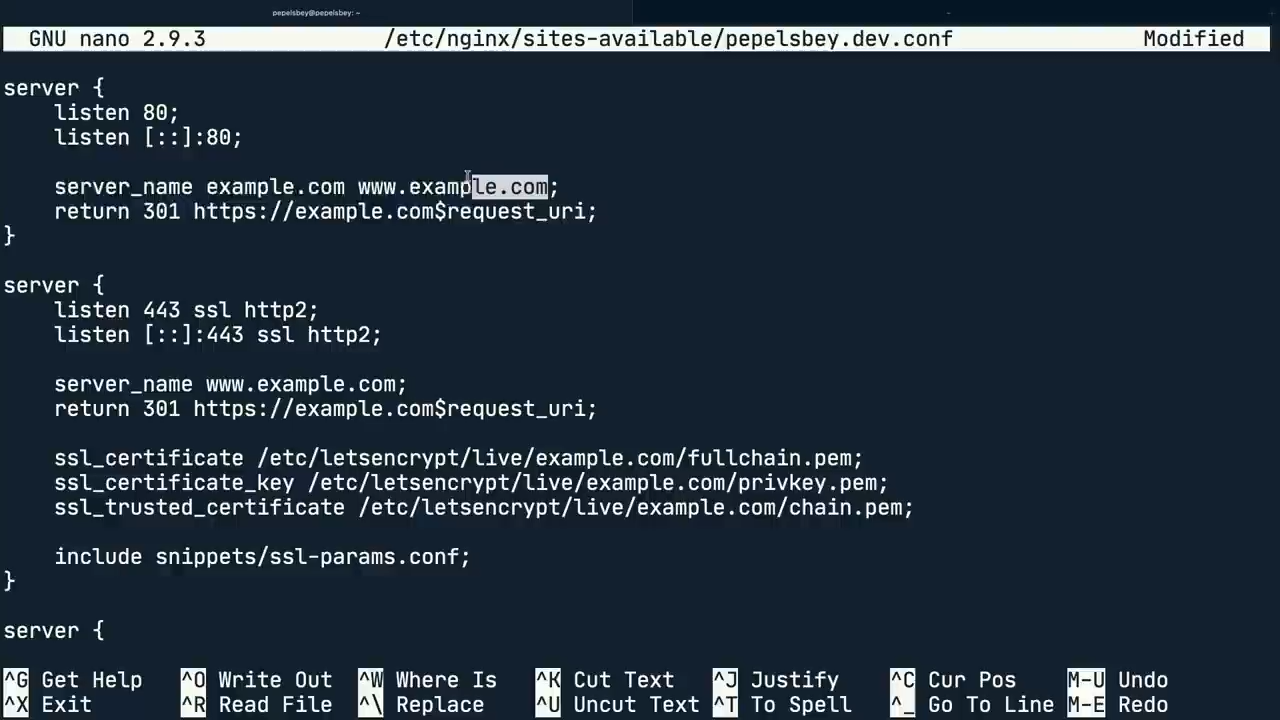 pepelsbey@pepelsbey: ~
GNU nano 2.9.3 /etc/nginx/sites-available/pepelsbey.dev.conf Modified
server {
listen 80;
listen [::]:80;
server_name example.com www.example.com;
return 301 https://example.com$request_uri;
}
server {
listen 443 ssl http2;
listen [::]:443 ssl http2;
server_name www.example.com;
return 301 https://example.com$request_uri;
ssl_certificate /etc/letsencrypt/live/example.com/fullchain.pem;
ssl_certificate_key /etc/letsencrypt/live/example.com/privkey.pem;
ssl_trusted_certificate /etc/letsencrypt/live/example.com/chain.pem;
include snippets/ssl-params.conf;
}
server {
^G Get Help ^O Write Out ^W Where Is ^K Cut Text ^J Justify ^C Cur Pos M-U Undo
^X Exit ^R Read File ^\ Replace ^U Uncut Text ^T To Spell ^_ Go To Line M-E Redo